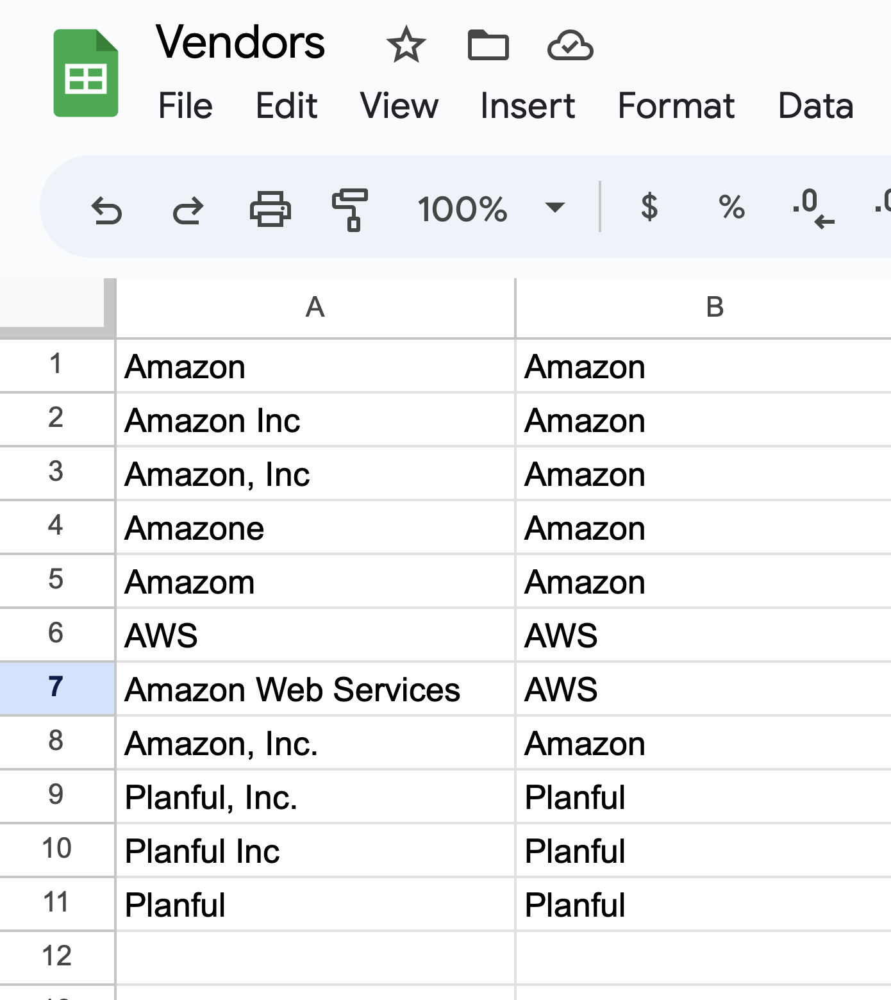 Vendors
File Edit View Insert Format Data
100% $ % .0
A B
1 Amazon Amazon
2 Amazon Inc Amazon
3 Amazon, Inc Amazon
4 Amazone Amazon
5 Amazom Amazon
6 AWS AWS
7 Amazon Web Services AWS
8 Amazon, Inc. Amazon
9 Planful, Inc. Planful
10 Planful Inc Planful
11 Planful Planful
12